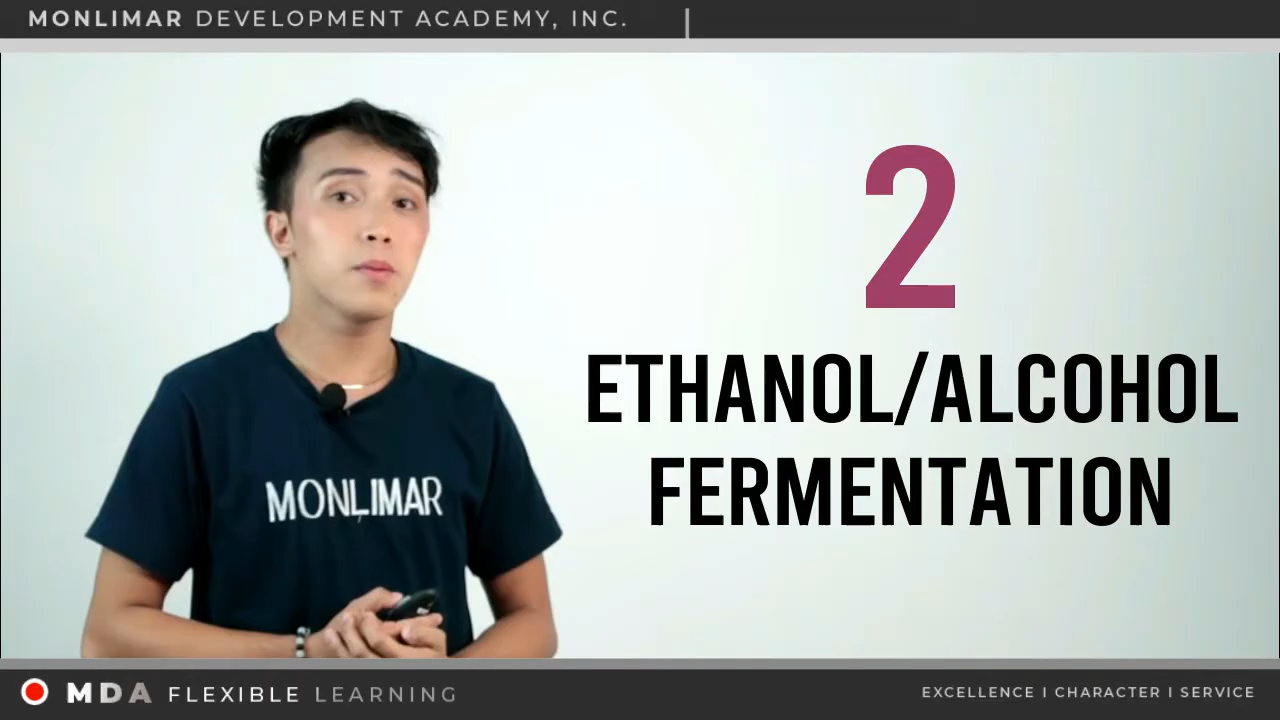 MONLIMAR DEVELOPMENT ACADEMY, INC. |
2
ETHANOL/ALCOHOL
FERMENTATION
MONLIMAR
MDA FLEXIBLE LEARNING
EXCELLENCE I CHARACTER I SERVICE